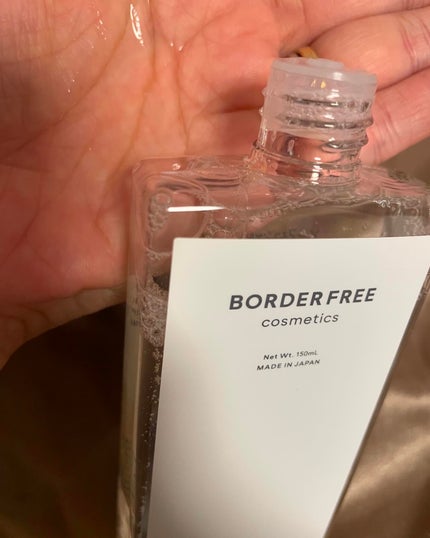 BORDERFREE
cosmetics
Net Wt. 150mL
MADE IN JAPAN